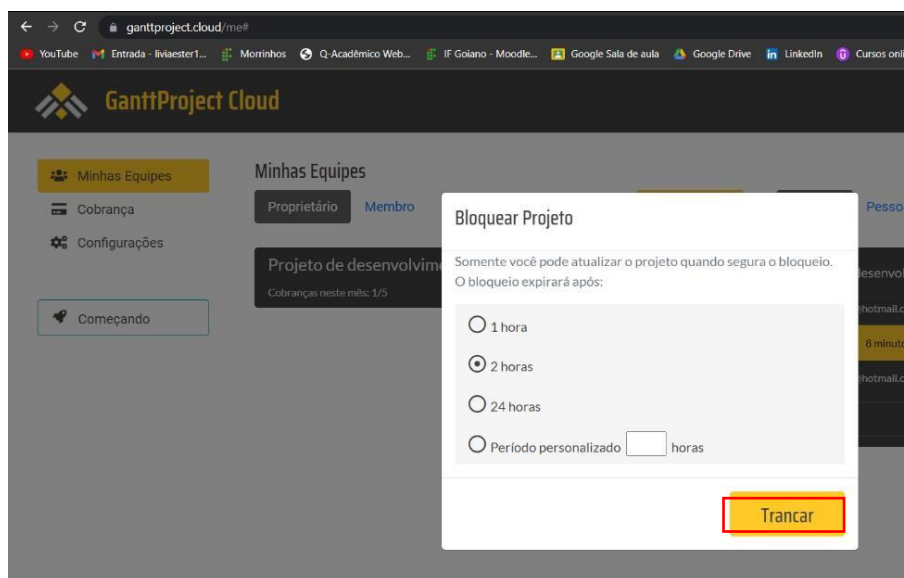 ganttproject.cloud/me#
YouTube Entrada - liviaester1... Morrinhos Q-Acadêmico Web... IF Goiano - Moodle... Google Sala de aula Google Drive LinkedIn Cursos onli
GanttProject Cloud
Minhas Equipes
Cobrança
Configurações
Começando
Minhas Equipes
Proprietário Membro
Projeto de desenvolvime
Cobranças neste mês: 1/5
Bloquear Projeto
Somente você pode atualizar o projeto quando segura o bloqueio.
O bloqueio expirará após:
1 hora
2 horas
24 horas
Período personalizado horas
Trancar
Pesso
desenvol
@hotmail.c
8 minuto
@hotmail.c